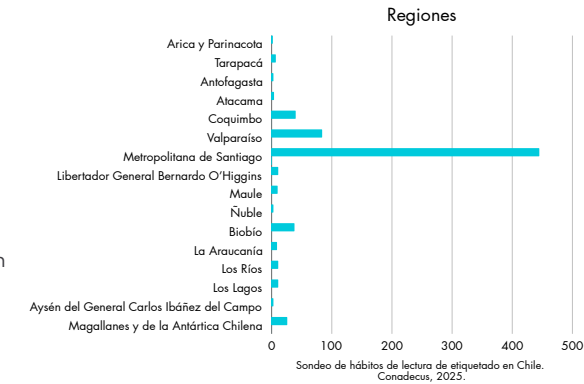 Regiones
Arica y Parinacota
Tarapacá
Antofagasta
Atacama
Coquimbo
Valparaíso
Metropolitana de Santiago
Libertador General Bernardo O'Higgins
Maule
Ñuble
Biobío
La Araucanía
n
Los Ríos
Los Lagos
Aysén del General Carlos Ibáñez del Campo
Magallanes y de la Antártica Chilena
0 100 200 300 400 500
Sondeo de hábitos de lectura de etiquetado en Chile.
Conadecus, 2025.